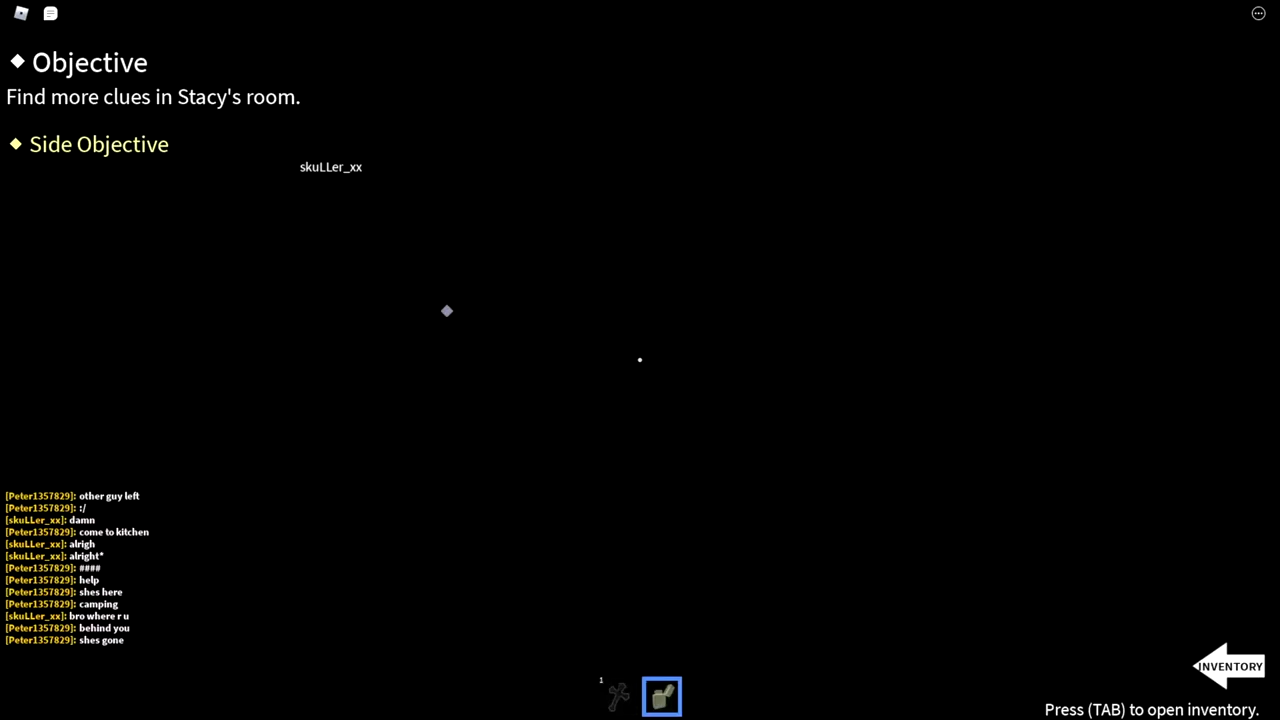 Objective
Find more clues in Stacy's room.
Side Objective
skuLLer_xx
[Peter1357829]: other guy left
[Peter1357829]: :/
[skuLLer_xx]: damn
[Peter1357829]: come to kitchen
[skuLLer_xx]: alrigh
[skuLLer_xx]: alright*
[Peter1357829]: ####
[Peter1357829]: help
[Peter1357829]: shes here
[Peter1357829]: camping
[skuLLer_xx]: bro where r u
[Peter1357829]: behind you
[Peter1357829]: shes gone
INVENTORY
1
Press (TAB) to open inventory.